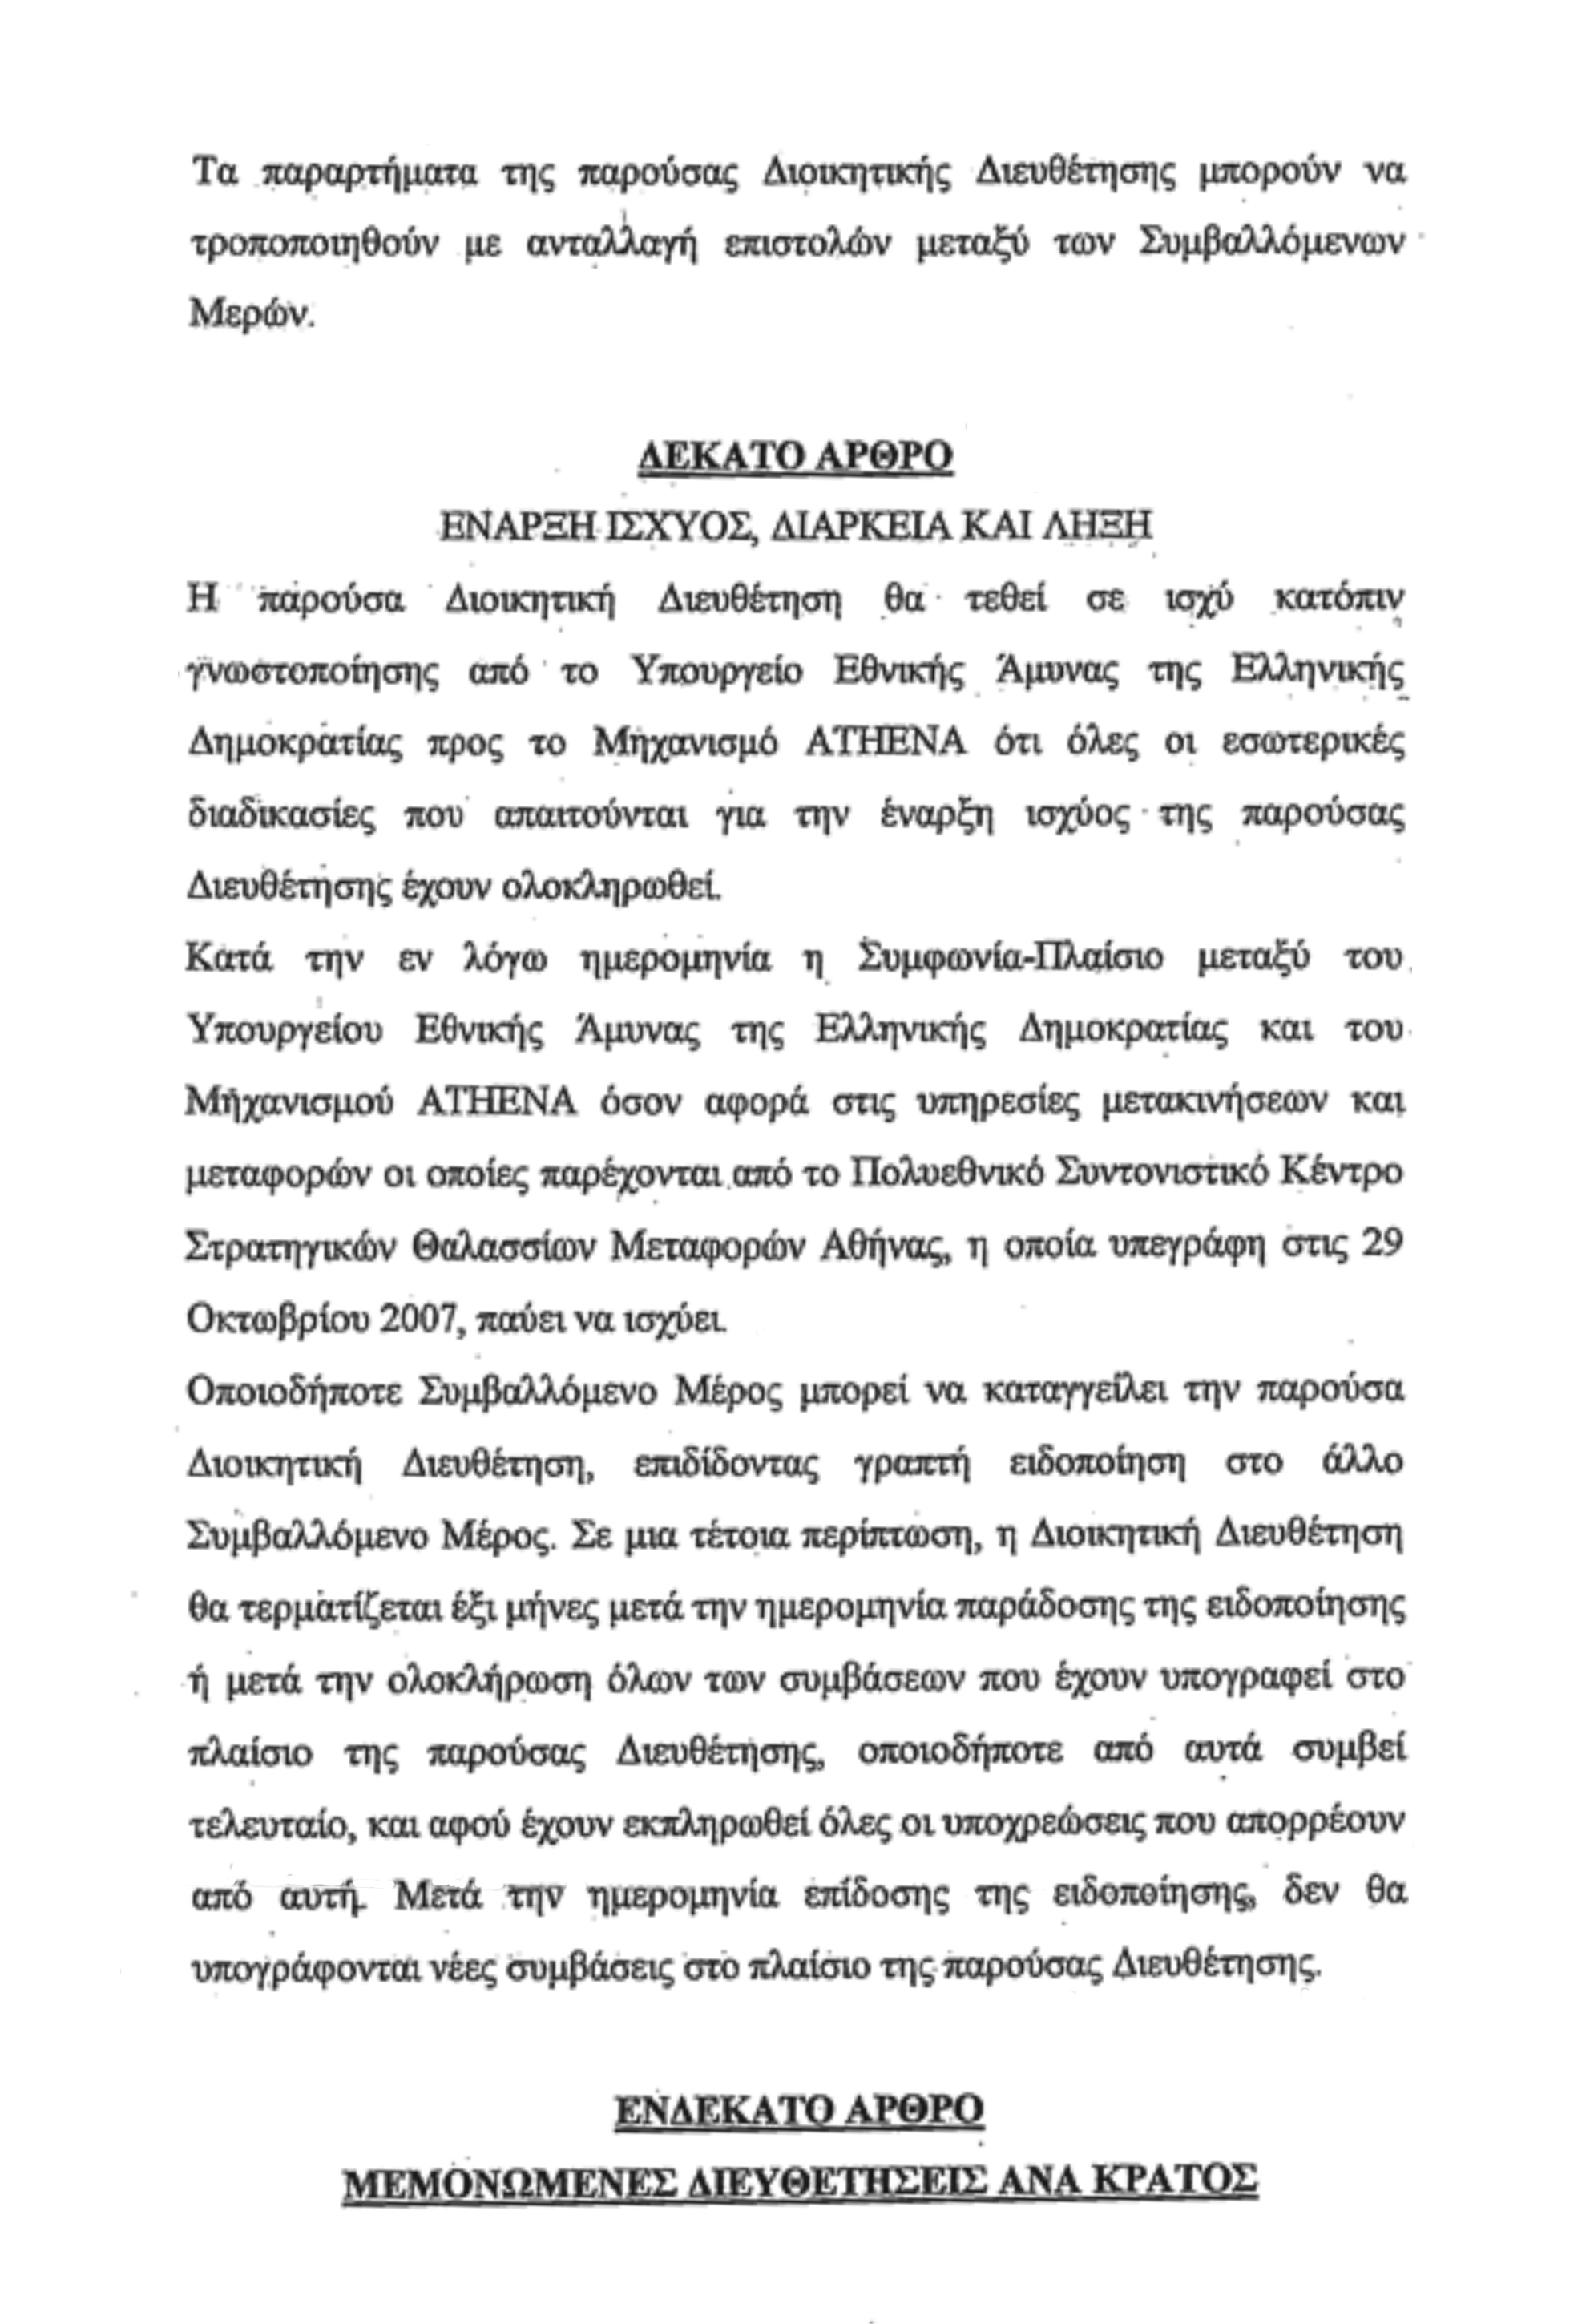 Τα παραρτήματα της παρούσας Διοικητικής Διευθέτησης μπορούν να
τροποποιηθούν με ανταλλαγή επιστολών μεταξύ των Συμβαλλόμενων
Μερών.
ΔΕΚΑΤΟ ΑΡΘΡΟ
ΕΝΑΡΞΗ ΙΣΧΥΟΣ, ΔΙΑΡΚΕΙΑ ΚΑΙ ΛΗΞΗ
Η παρούσα Διοικητική Διευθέτηση θα τεθεί σε ισχύ κατόπιν
γνωστοποίησης από το Υπουργείο Εθνικής Άμυνας της Ελληνικής
Δημοκρατίας προς το Μηχανισμό ATHENA ότι όλες οι εσωτερικές
διαδικασίες που απαιτούνται για την έναρξη ισχύος της παρούσας
Διευθέτησης έχουν ολοκληρωθεί.
Κατά την εν λόγω ημερομηνία η Συμφωνία-Πλαίσιο μεταξύ του
Υπουργείου Εθνικής Άμυνας της Ελληνικής Δημοκρατίας και του
Μηχανισμού ATHENA όσον αφορά στις υπηρεσίες μετακινήσεων και
μεταφορών οι οποίες παρέχονται από το Πολυεθνικό Συντονιστικό Κέντρο
Στρατηγικών Θαλασσίων Μεταφορών Αθήνας, η οποία υπεγράφη στις 29
Οκτωβρίου 2007, παύει να ισχύει.
Οποιοδήποτε Συμβαλλόμενο Μέρος μπορεί να καταγγείλει την παρούσα
Διοικητική Διευθέτηση, επιδίδοντας γραπτή ειδοποίηση στο άλλο
Συμβαλλόμενο Μέρος. Σε μια τέτοια περίπτωση, η Διοικητική Διευθέτηση
θα τερματίζεται έξι μήνες μετά την ημερομηνία παράδοσης της ειδοποίησης
ή μετά την ολοκλήρωση όλων των συμβάσεων που έχουν υπογραφεί στο
πλαίσιο της παρούσας Διευθέτησης, οποιοδήποτε από αυτά συμβεί
τελευταίο, και αφού έχουν εκπληρωθεί όλες οι υποχρεώσεις που απορρέουν
από αυτή. Μετά την ημερομηνία επίδοσης της ειδοποίησης, δεν θα
υπογράφονται νέες συμβάσεις στο πλαίσιο της παρούσας Διευθέτησης.
ΕΝΔΕΚΑΤΟ ΑΡΘΡΟ
ΜΕΜΟΝΩΜΕΝΕΣ ΔΙΕΥΘΕΤΗΣΕΙΣ ΑΝΑ ΚΡΑΤΟΣ